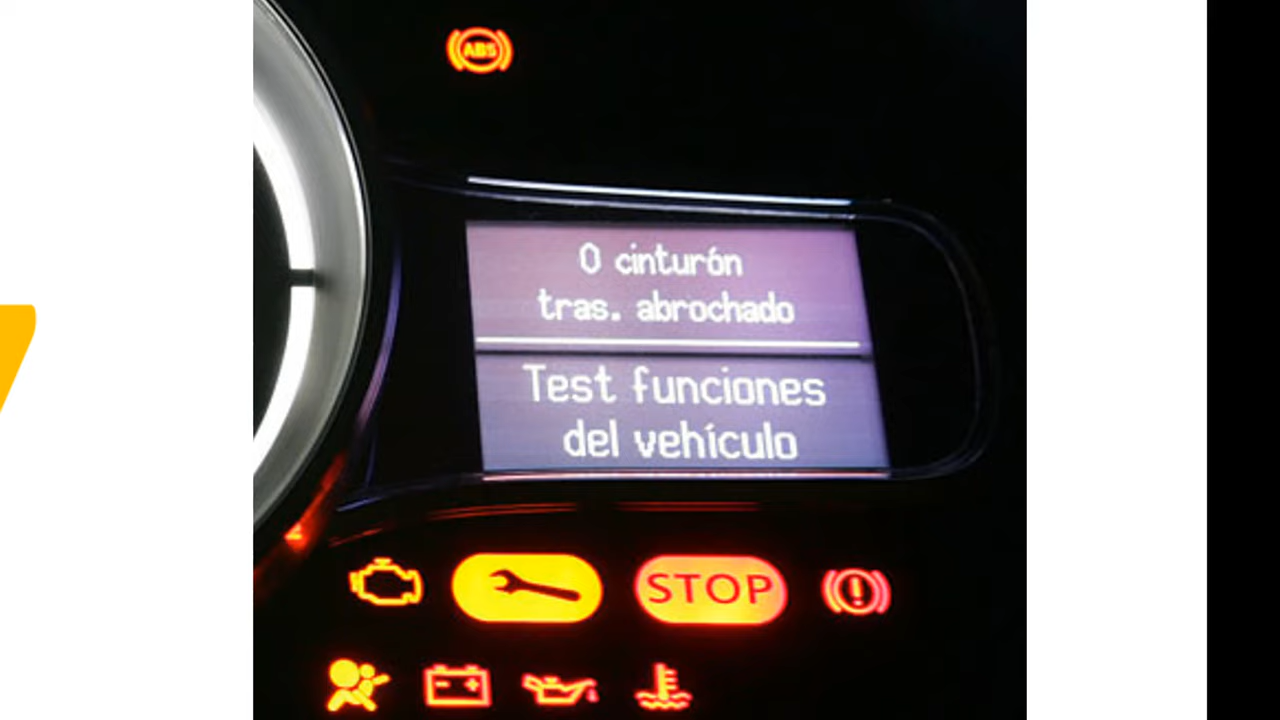 ABS
0 cinturón
tras. abrochado
Test funciones
del vehículo
STOP